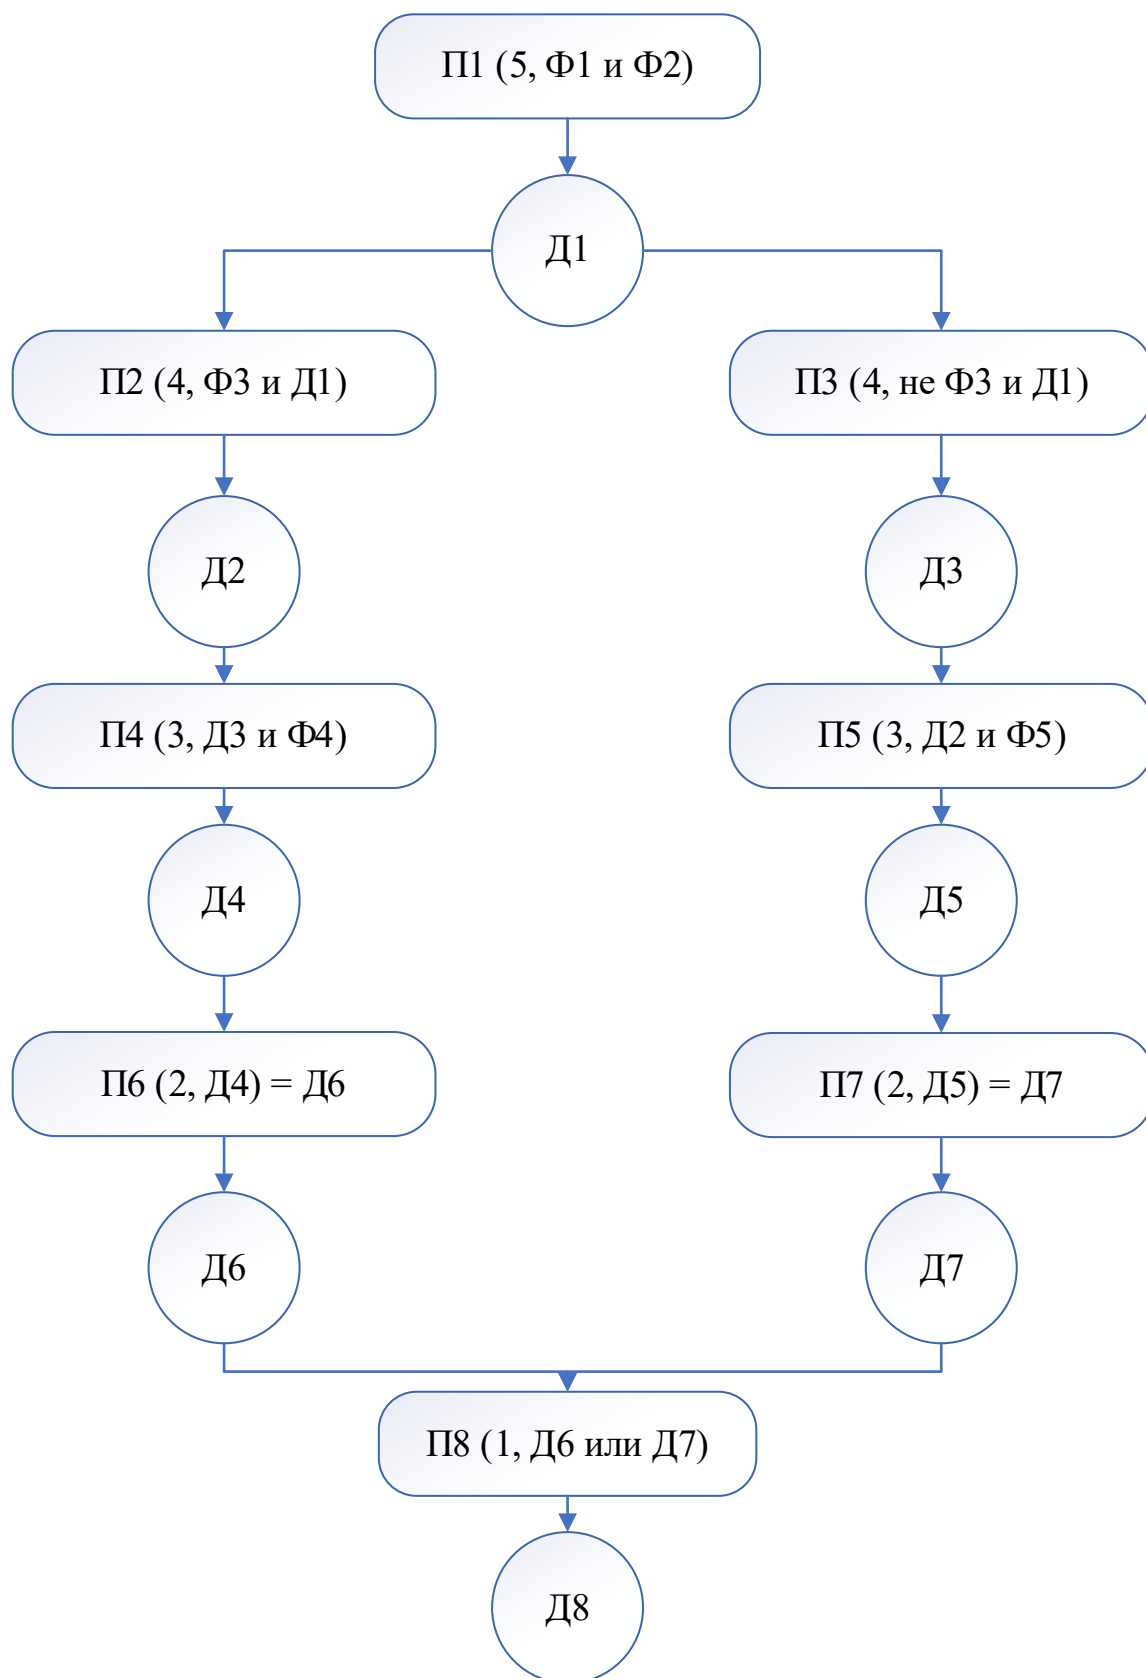 П1 (5, Ф1 и Ф2)
Д1
П2 (4, Ф3 и Д1)
П3 (4, не Ф3 и Д1)
Д2
Д3
П4 (3, Д3 и Ф4)
П5 (3, Д2 и Ф5)
Д4
Д5
П6 (2, Д4) = Д6
П7 (2, Д5) = Д7
Д6
Д7
П8 (1, Д6 или Д7)
Д8